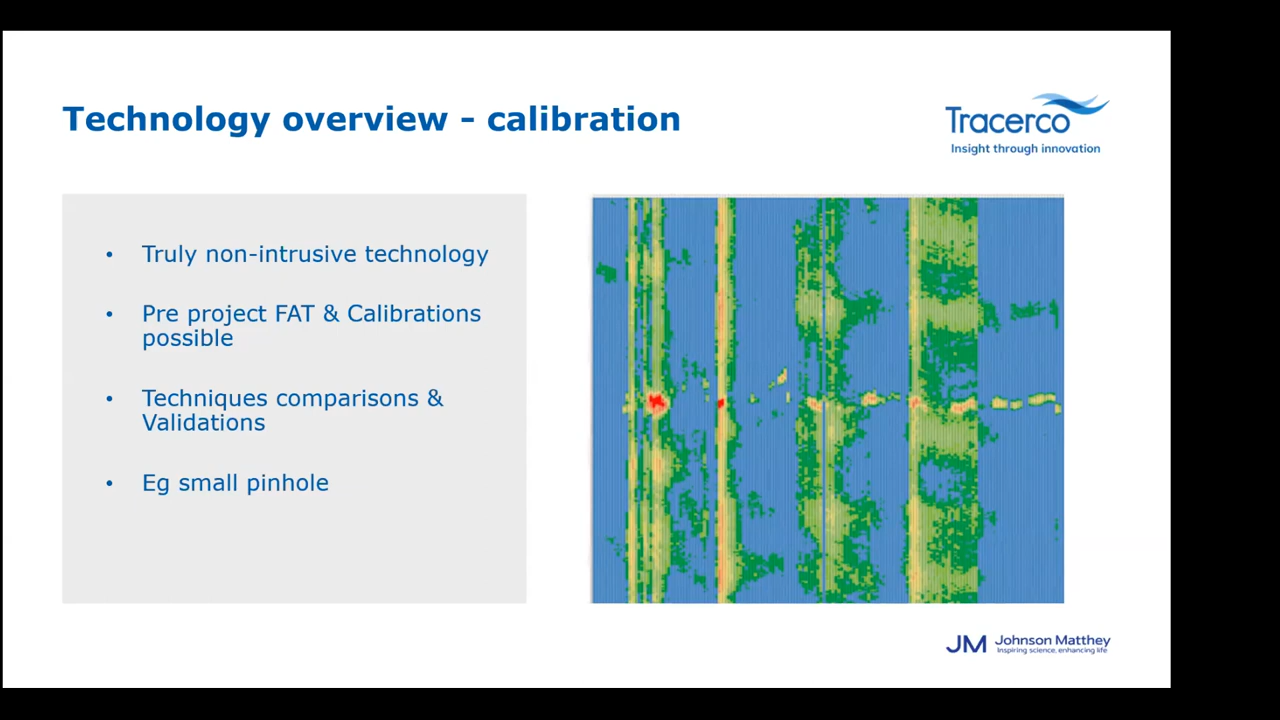 Technology overview - calibration
Tracerco
Insight through innovation
• Truly non-intrusive technology
• Pre project FAT & Calibrations
possible
• Techniques comparisons &
Validations
• Eg small pinhole
JM Johnson Matthey
Inspiring science, enhancing life